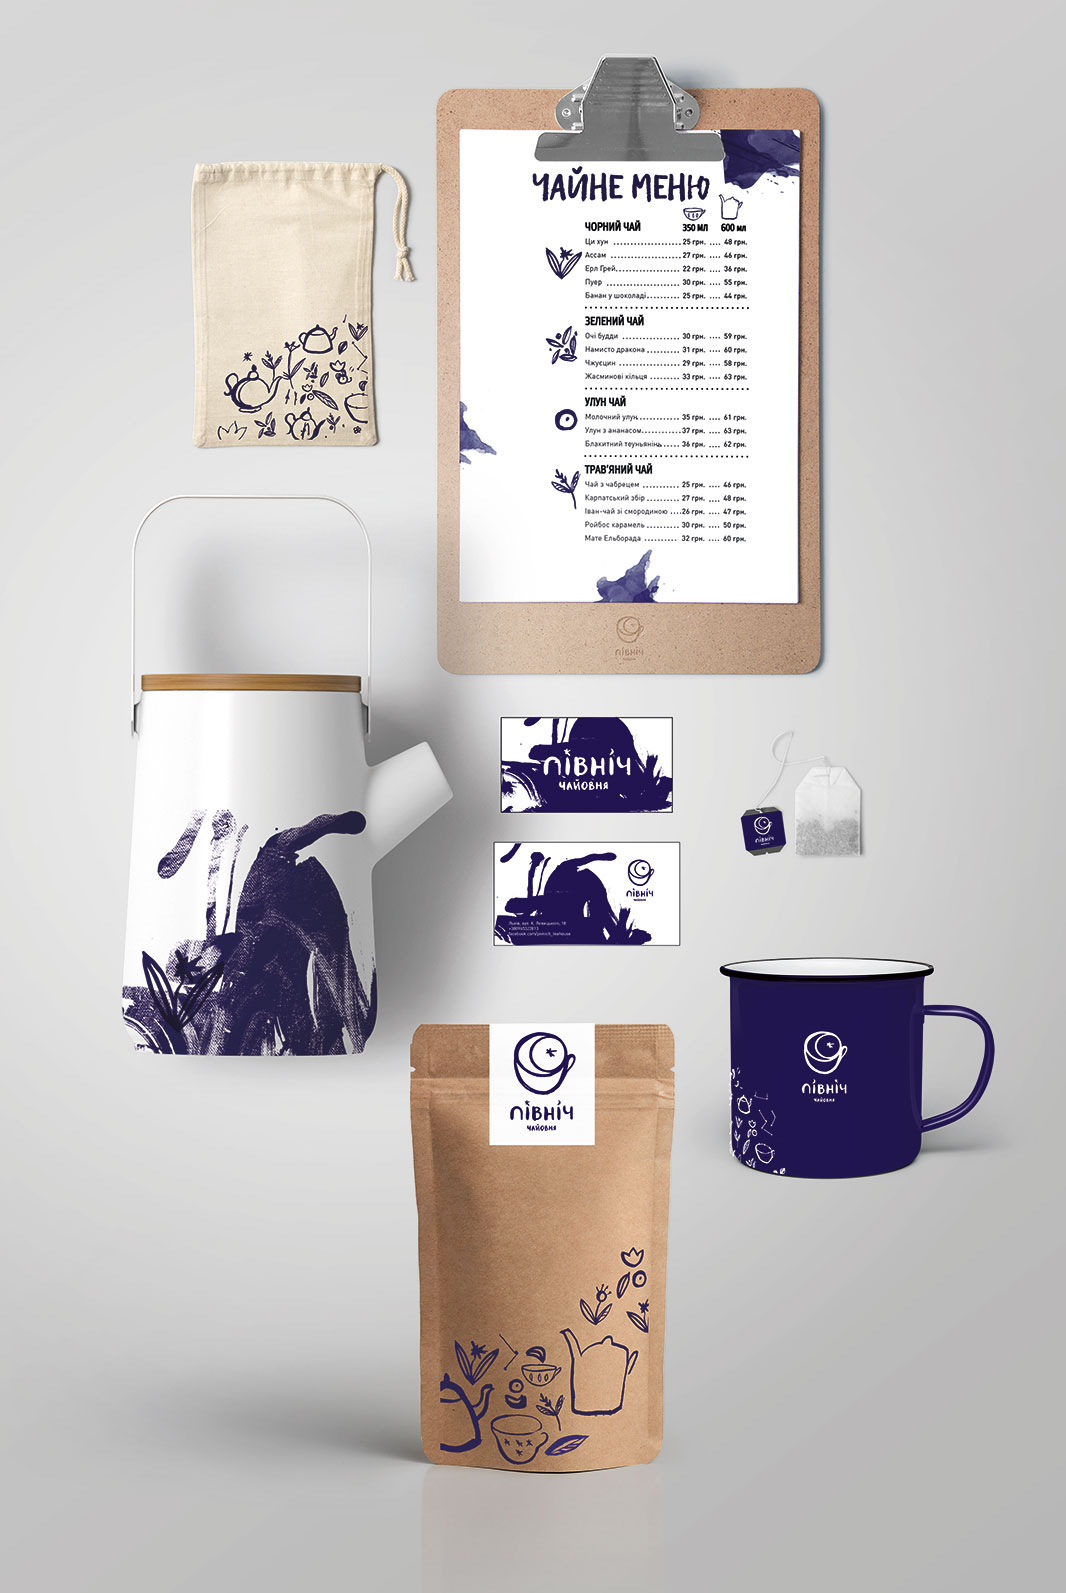 ЧАЙНЕ МЕНЮ
ЧОРНИЙ ЧАЙ 350 МЛ 600 мл
Ци хун 25 грн. 48 грн.
Ассам 27 грн. 46 грн.
Ерл Грей 22 грн. 36 грн.
Пуер 30 грн. 55 грн.
Банан у шоколаді 25 грн. 44 грн.
ЗЕЛЕНИЙ ЧАЙ
Очі будди 30 грн. 59 грн.
Намисто дракона 31 грн. 60 грн.
Чжусцин 29 грн. 58 грн.
Жасминові кільця 33 грн. 63 грн.
УЛУН ЧАЙ
Молочний улун 35 грн. 61 грн.
Улун з ананасом 37 грн. 63 грн.
Блакитний теуньянінь 36 грн. 62 грн.
ТРАВ'ЯНИЙ ЧАЙ
Чай з чабрецем 25 грн. 46 грн.
Карпатський збір 27 грн. 48 грн.
Іван-чай зі смородиною 26 грн. 47 грн.
Ройбос карамель 30 грн. 50 грн.
Мате Ельборада 32 грн. 60 грн.
ПІВНІЧ
ЧАЙОВНЯ
ПІВНІЧ
ЧАЙОВНЯ
ПІВНІЧ
ЧАЙОВНЯ
ПІВНІЧ
ПІВНІЧ
ЧАЙОВНЯ
ПІВНІЧ
ЧАЙОВНЯ